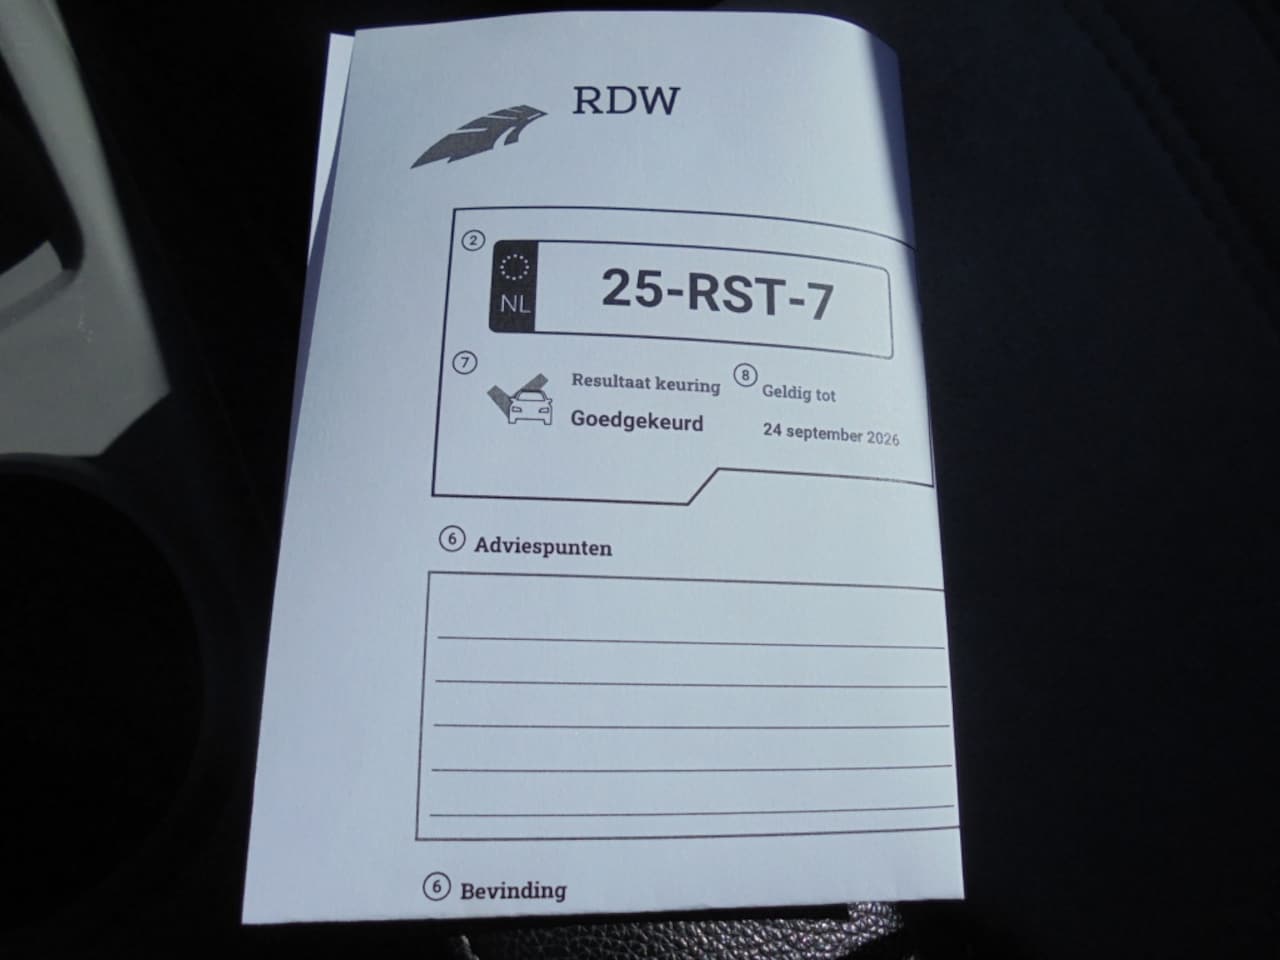 RDW
2
NL
25-RST-7
7
Resultaat keuring
8
Geldig tot
Goedgekeurd
24 september 2026
6 Adviespunten
6 Bevinding